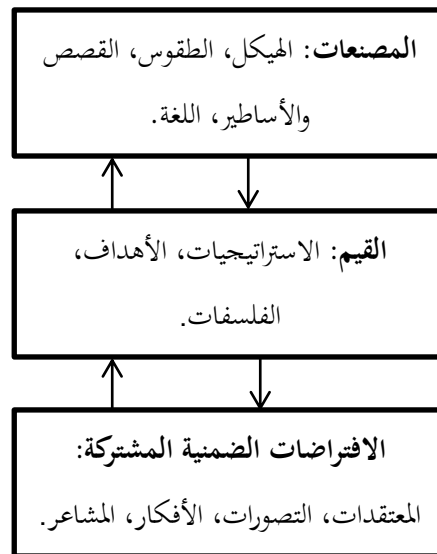 المصنعات: الهيكل، الطقوس، القصص
والأساطير، اللغة.
القيم: الاستراتيجيات، الأهداف،
الفلسفات.
الافتراضات الضمنية المشتركة:
المعتقدات، التصورات، الأفكار، المشاعر.